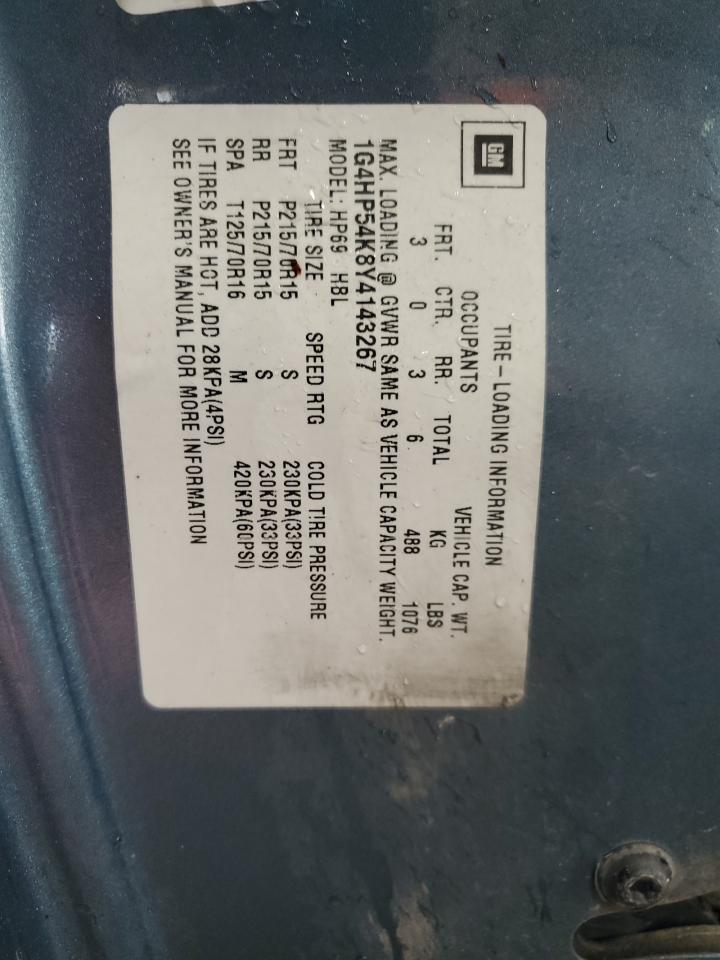 GM
TIRE-LOADING INFORMATION
OCCUPANTS VEHICLE CAP. WT.
FRT. CTR. RR. TOTAL KG LBS
3 0 3 6 488 1076
MAX. LOADING @ GVWR SAME AS VEHICLE CAPACITY WEIGHT.
1G4HP54K8Y4143267
MODEL: HP69 H8L
TIRE SIZE SPEED RTG COLD TIRE PRESSURE
FRT P215/70R15 S 230KPA(33PSI)
RR P215/70R15 S 230KPA(33PSI)
SPA T125/70R16 M 420KPA(60PSI)
IF TIRES ARE HOT, ADD 28KPA(4PSI)
SEE OWNER'S MANUAL FOR MORE INFORMATION